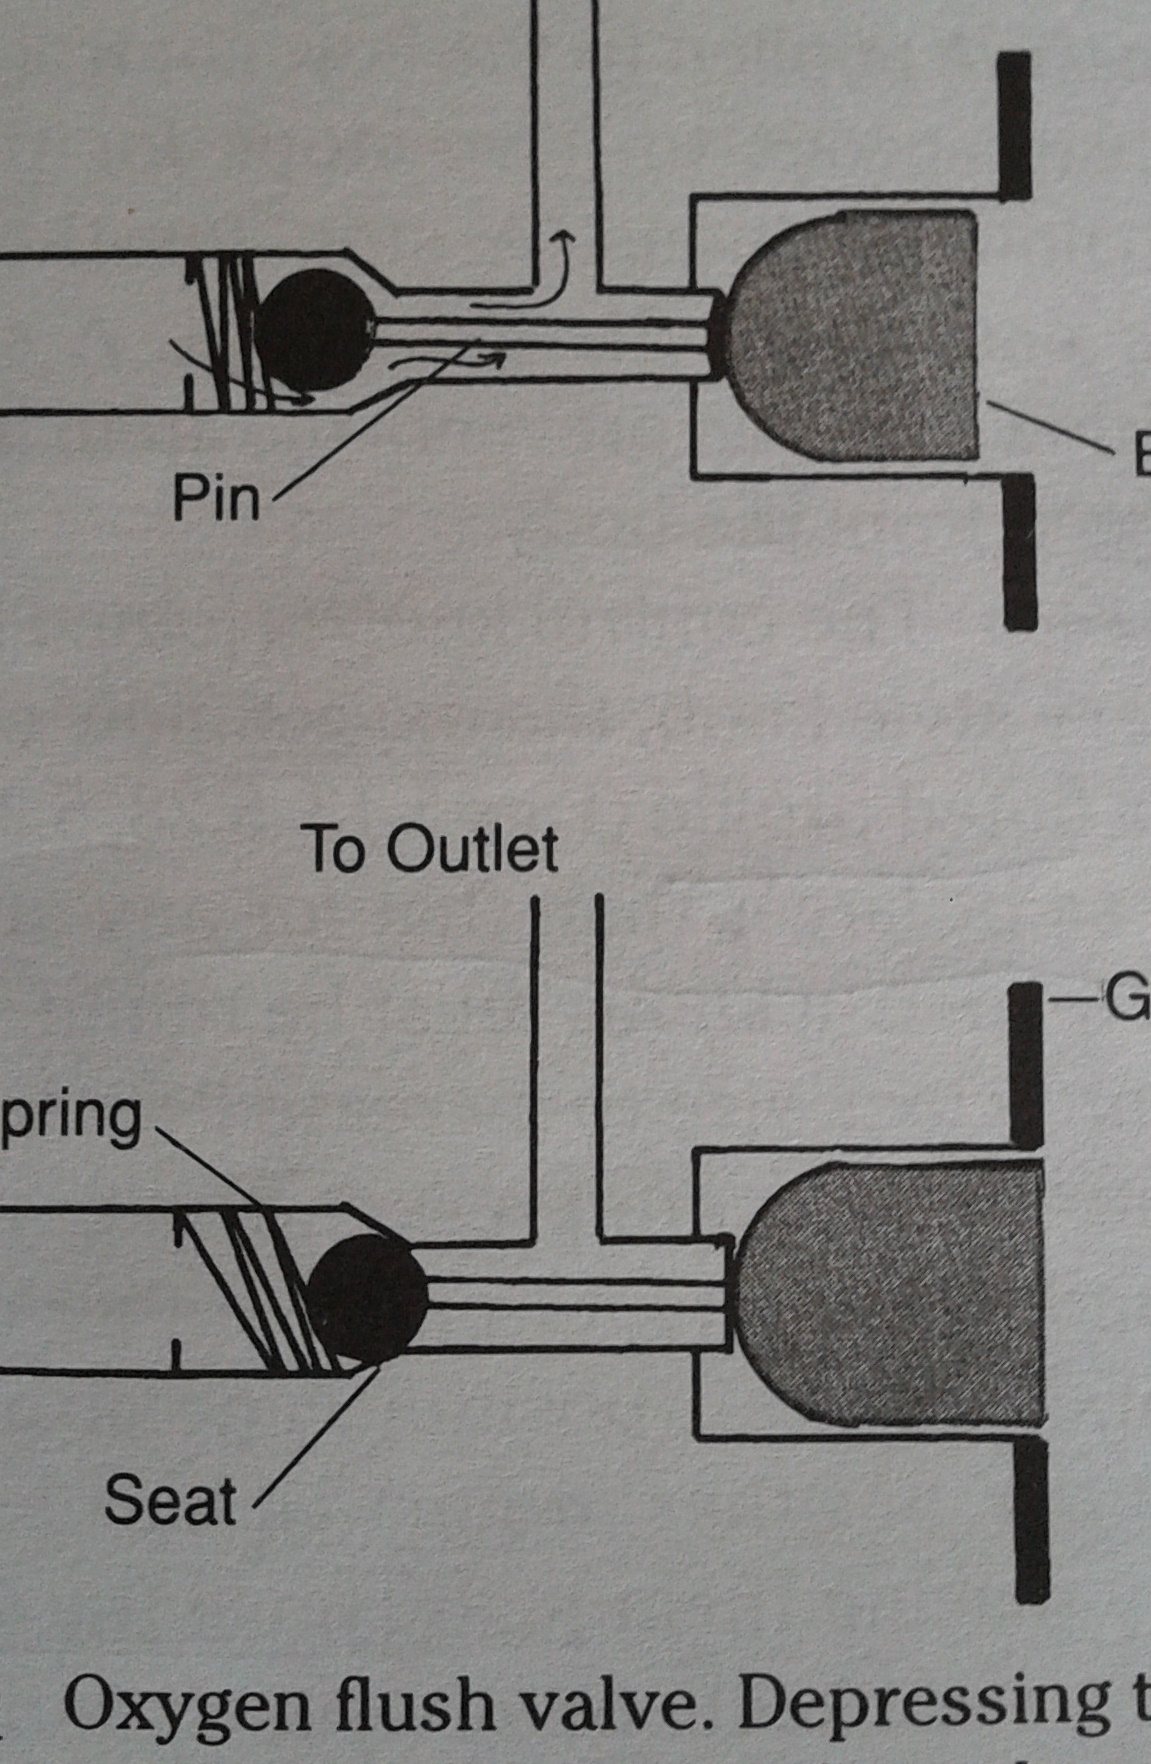 Pin
To Outlet
pring
Seat
Oxygen flush valve. Depressing